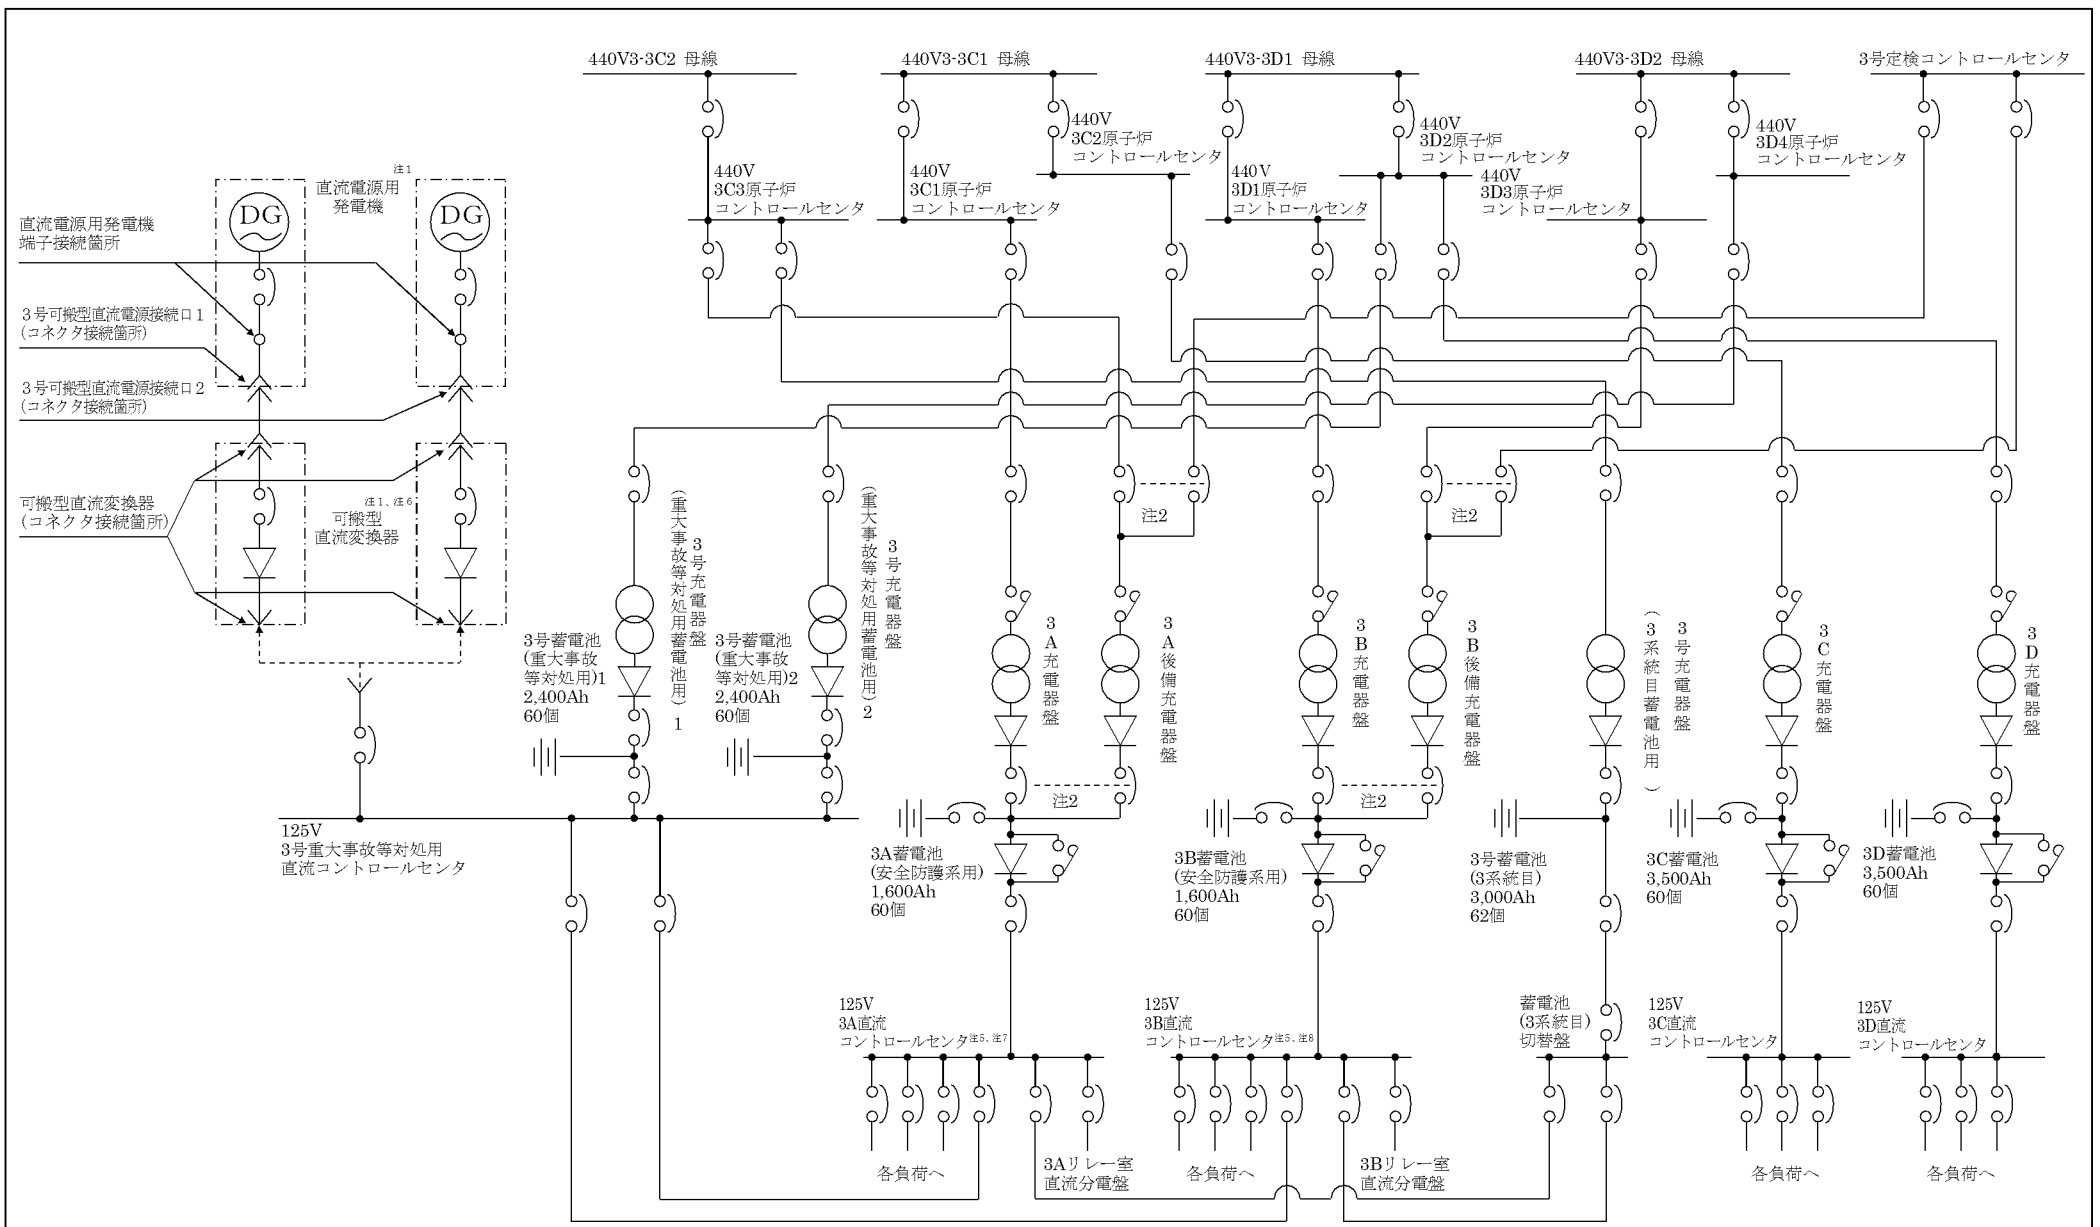 440V3-3C2 母線
440V3-3C1 母線
440V3-3D1 母線
440V3-3D2 母線
3号定検コントロールセンタ
440V
3C2原子炉
コントロールセンタ
440V
3D2原子炉
コントロールセンタ
440V
3D4原子炉
コントロールセンタ
440V
3C3原子炉
コントロールセンタ
440V
3C1原子炉
コントロールセンタ
440V
3D1原子炉
コントロールセンタ
440V
3D3原子炉
コントロールセンタ
注1
直流電源用
発電機
DG
DG
直流電源用発電機
端子接続箇所
3号可搬型直流電源接続口1
(コネクタ接続箇所)
3号可搬型直流電源接続口2
(コネクタ接続箇所)
可搬型直流変換器
(コネクタ接続箇所)
注1、注6
可搬型
直流変換器
3号充電器盤
(重大事故等対処用蓄電池用)1
3号充電器盤
(重大事故等対処用蓄電池用)2
注2
注2
3A充電器盤
3A後備充電器盤
3B充電器盤
3B後備充電器盤
3号充電器盤
(3系統目蓄電池用)
3C充電器盤
3D充電器盤
3号蓄電池
(重大事故
等対処用)1
2,400Ah
60個
3号蓄電池
(重大事故
等対処用)2
2,400Ah
60個
注2
注2
125V
3号重大事故等対処用
直流コントロールセンタ
3A蓄電池
(安全防護系用)
1,600Ah
60個
3B蓄電池
(安全防護系用)
1,600Ah
60個
3号蓄電池
(3系統目)
3,000Ah
62個
3C蓄電池
3,500Ah
60個
3D蓄電池
3,500Ah
60個
125V
3A直流
コントロールセンタ注5、注7
125V
3B直流
コントロールセンタ注5、注8
蓄電池
(3系統目)
切替盤
125V
3C直流
コントロールセンタ
125V
3D直流
コントロールセンタ
各負荷へ
3Aリレー室
直流分電盤
各負荷へ
3Bリレー室
直流分電盤
各負荷へ
各負荷へ